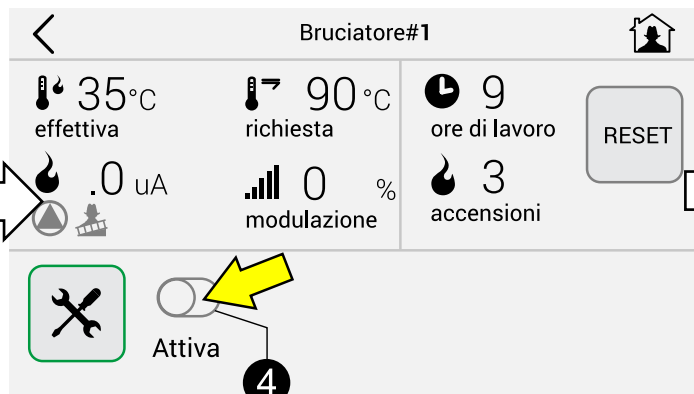 Bruciatore#1
35°C
effettiva
90°C
richiesta
9
ore di lavoro
RESET
.0 uA
0 %
modulazione
3
accensioni
Attiva
4